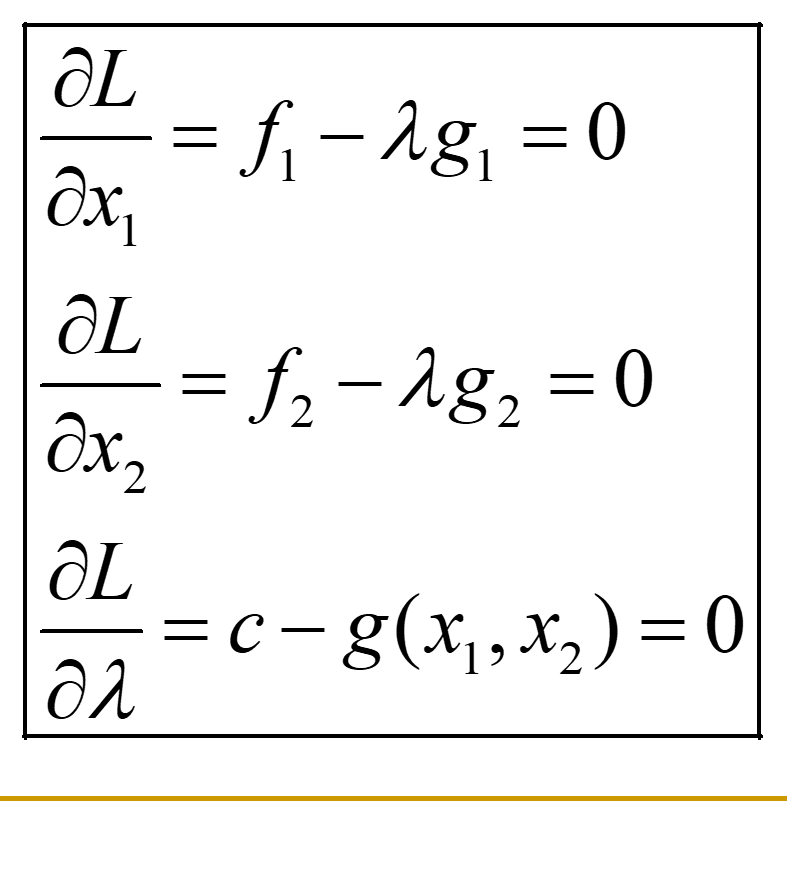 ∂L/∂x₁ = f₁ − λg₁ = 0
∂L/∂x₂ = f₂ − λg₂ = 0
∂L/∂λ = c − g(x₁, x₂) = 0